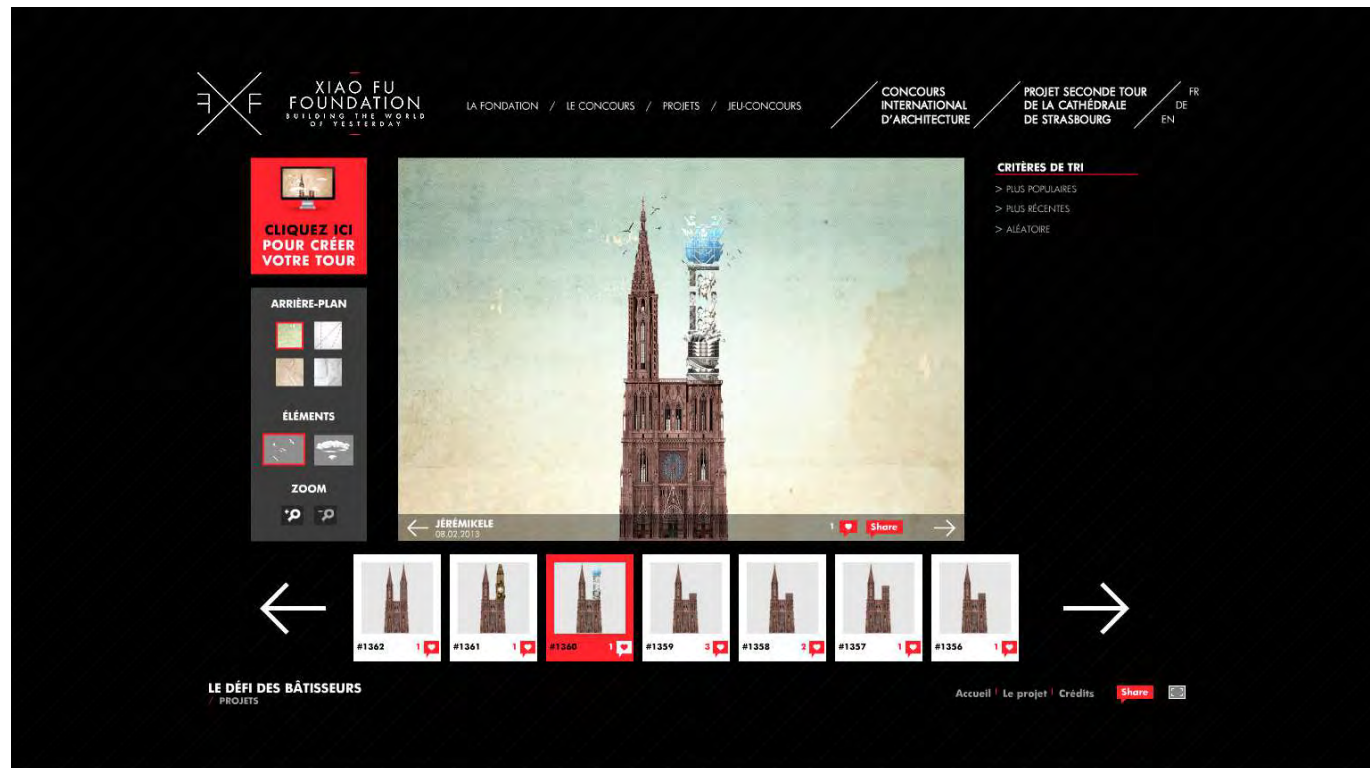 XIAO FU
FOUNDATION
BUILDING THE WORLD
OF YESTERDAY
LA FONDATION / LE CONCOURS / PROJETS / JEU-CONCOURS
CONCOURS
INTERNATIONAL
D'ARCHITECTURE
PROJET SECONDE TOUR
DE LA CATHÉDRALE
DE STRASBOURG
FR
DE
EN
CLIQUEZ ICI
POUR CRÉER
VOTRE TOUR
ARRIÈRE-PLAN
ÉLÉMENTS
ZOOM
CRITÈRES DE TRI
> PLUS POPULAIRES
> PLUS RÉCENTES
> ALÉATOIRE
JÉRÉMIKELE
08.02.2013
1
Share
#1362 1
#1361 1
#1360 1
#1359 3
#1358 2
#1357 1
#1356 1
LE DÉFI DES BÂTISSEURS
/ PROJETS
Accueil | Le projet | Crédits
Share